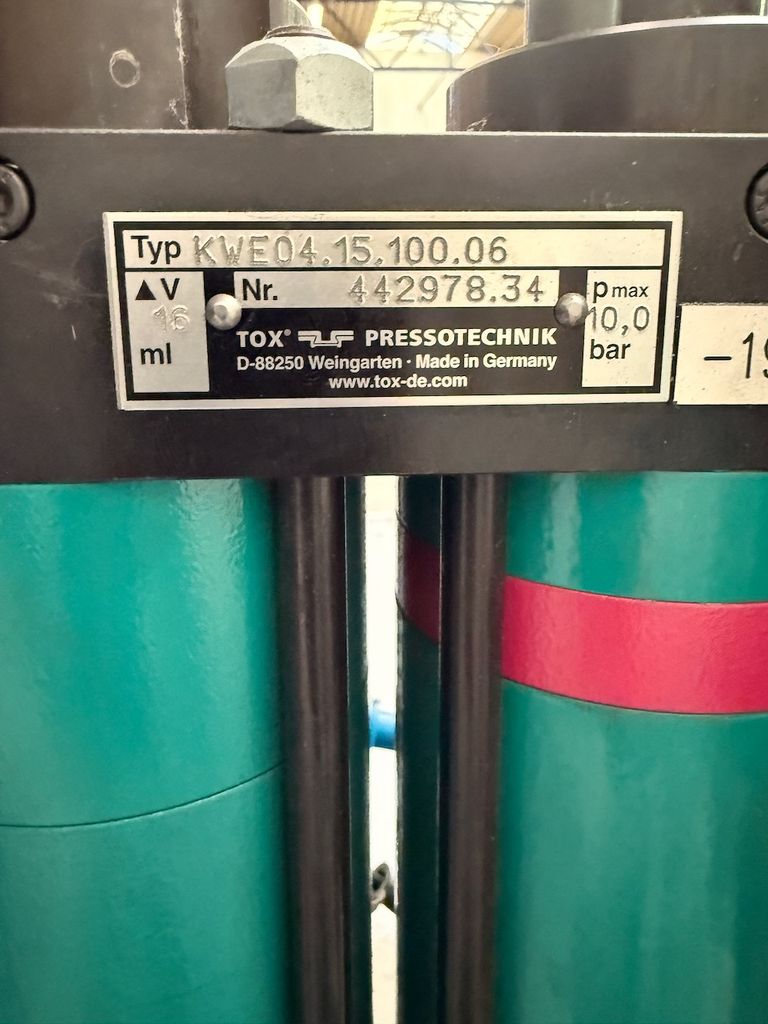 Typ KWE04.15.100.06
▲V Nr. 442978.34 pmax
16 10,0
ml bar
TOX® PRESSOTECHNIK
D-88250 Weingarten · Made in Germany
www.tox-de.com